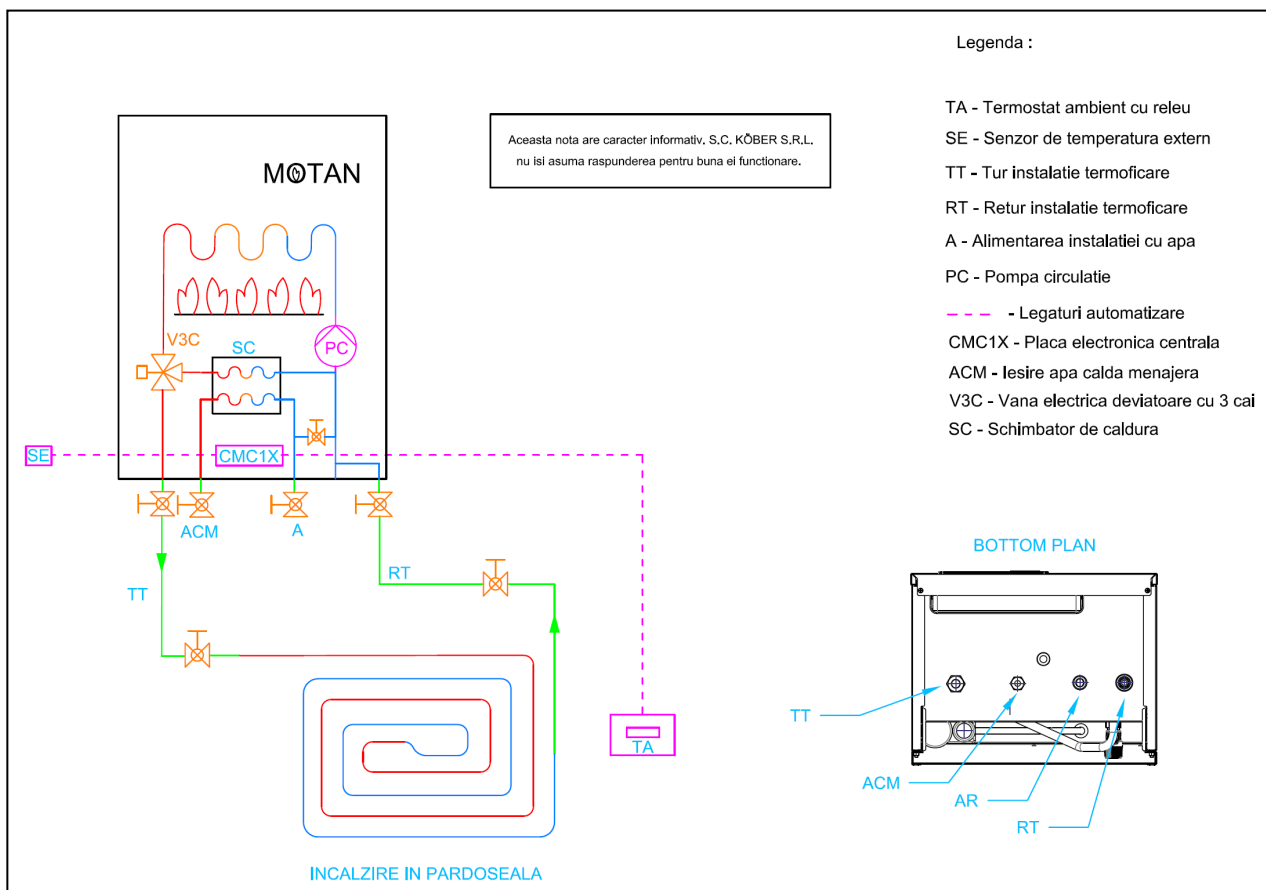 Legenda :
TA - Termostat ambient cu releu
SE - Senzor de temperatura extern
TT - Tur instalatie termoficare
RT - Retur instalatie termoficare
A - Alimentarea instalatiei cu apa
PC - Pompa circulatie
- Legaturi automatizare
CMC1X - Placa electronica centrala
ACM - Iesire apa calda menajera
V3C - Vana electrica deviatoare cu 3 cai
SC - Schimbator de caldura
Aceasta nota are caracter informativ. S.C. KÖBER S.R.L.
nu isi asuma raspunderea pentru buna ei functionare.
MOTAN
V3C
SC
PC
SE
CMC1X
ACM
A
TT
RT
TA
INCALZIRE IN PARDOSEALA
BOTTOM PLAN
TT
ACM
AR
RT